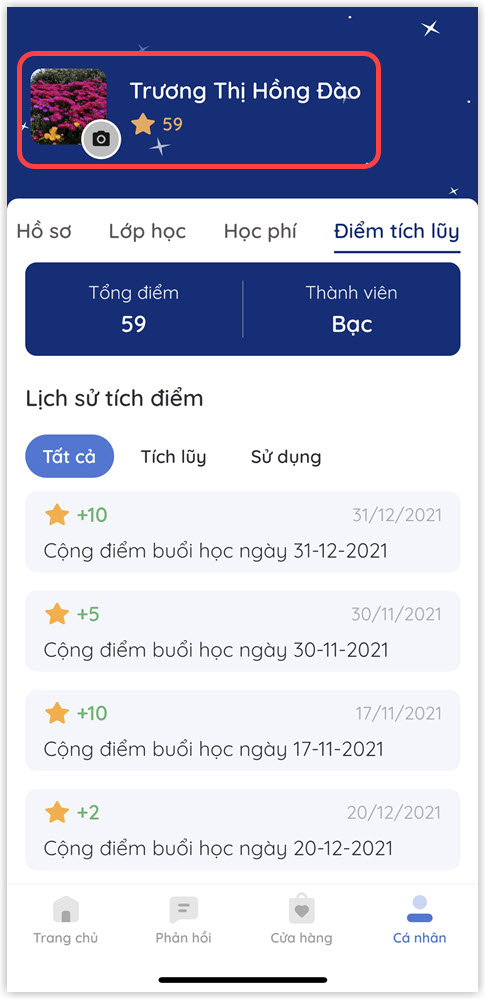 Trương Thị Hồng Đào
59
Hồ sơ Lớp học Học phí Điểm tích lũy
Tổng điểm Thành viên
59 Bạc
Lịch sử tích điểm
Tất cả Tích lũy Sử dụng
+10 31/12/2021
Cộng điểm buổi học ngày 31-12-2021
+5 30/11/2021
Cộng điểm buổi học ngày 30-11-2021
+10 17/11/2021
Cộng điểm buổi học ngày 17-11-2021
+2 20/12/2021
Cộng điểm buổi học ngày 20-12-2021
Trang chủ Phản hồi Cửa hàng Cá nhân